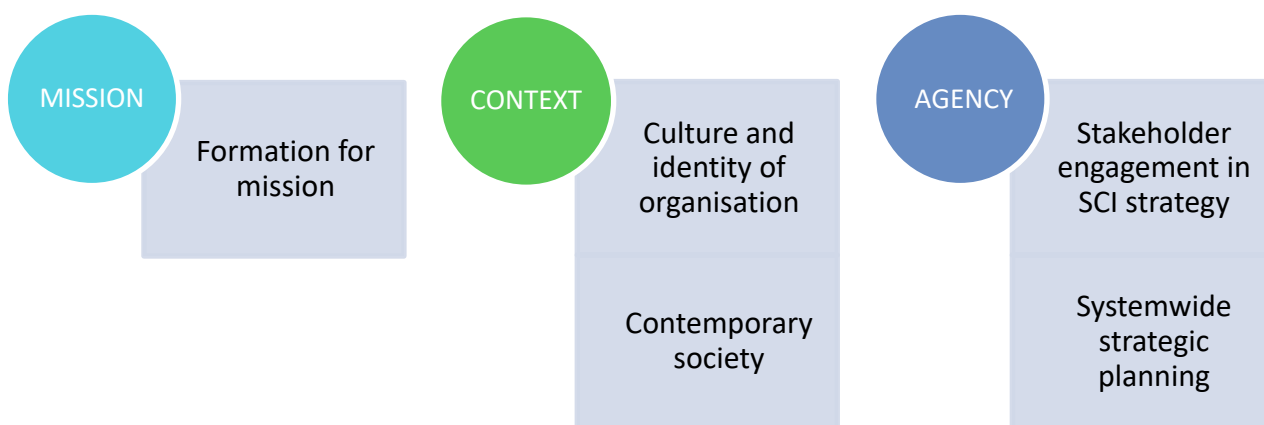 MISSION
Formation for
mission
CONTEXT
Culture and
identity of
organisation
Contemporary
society
AGENCY
Stakeholder
engagement in
SCI strategy
Systemwide
strategic
planning